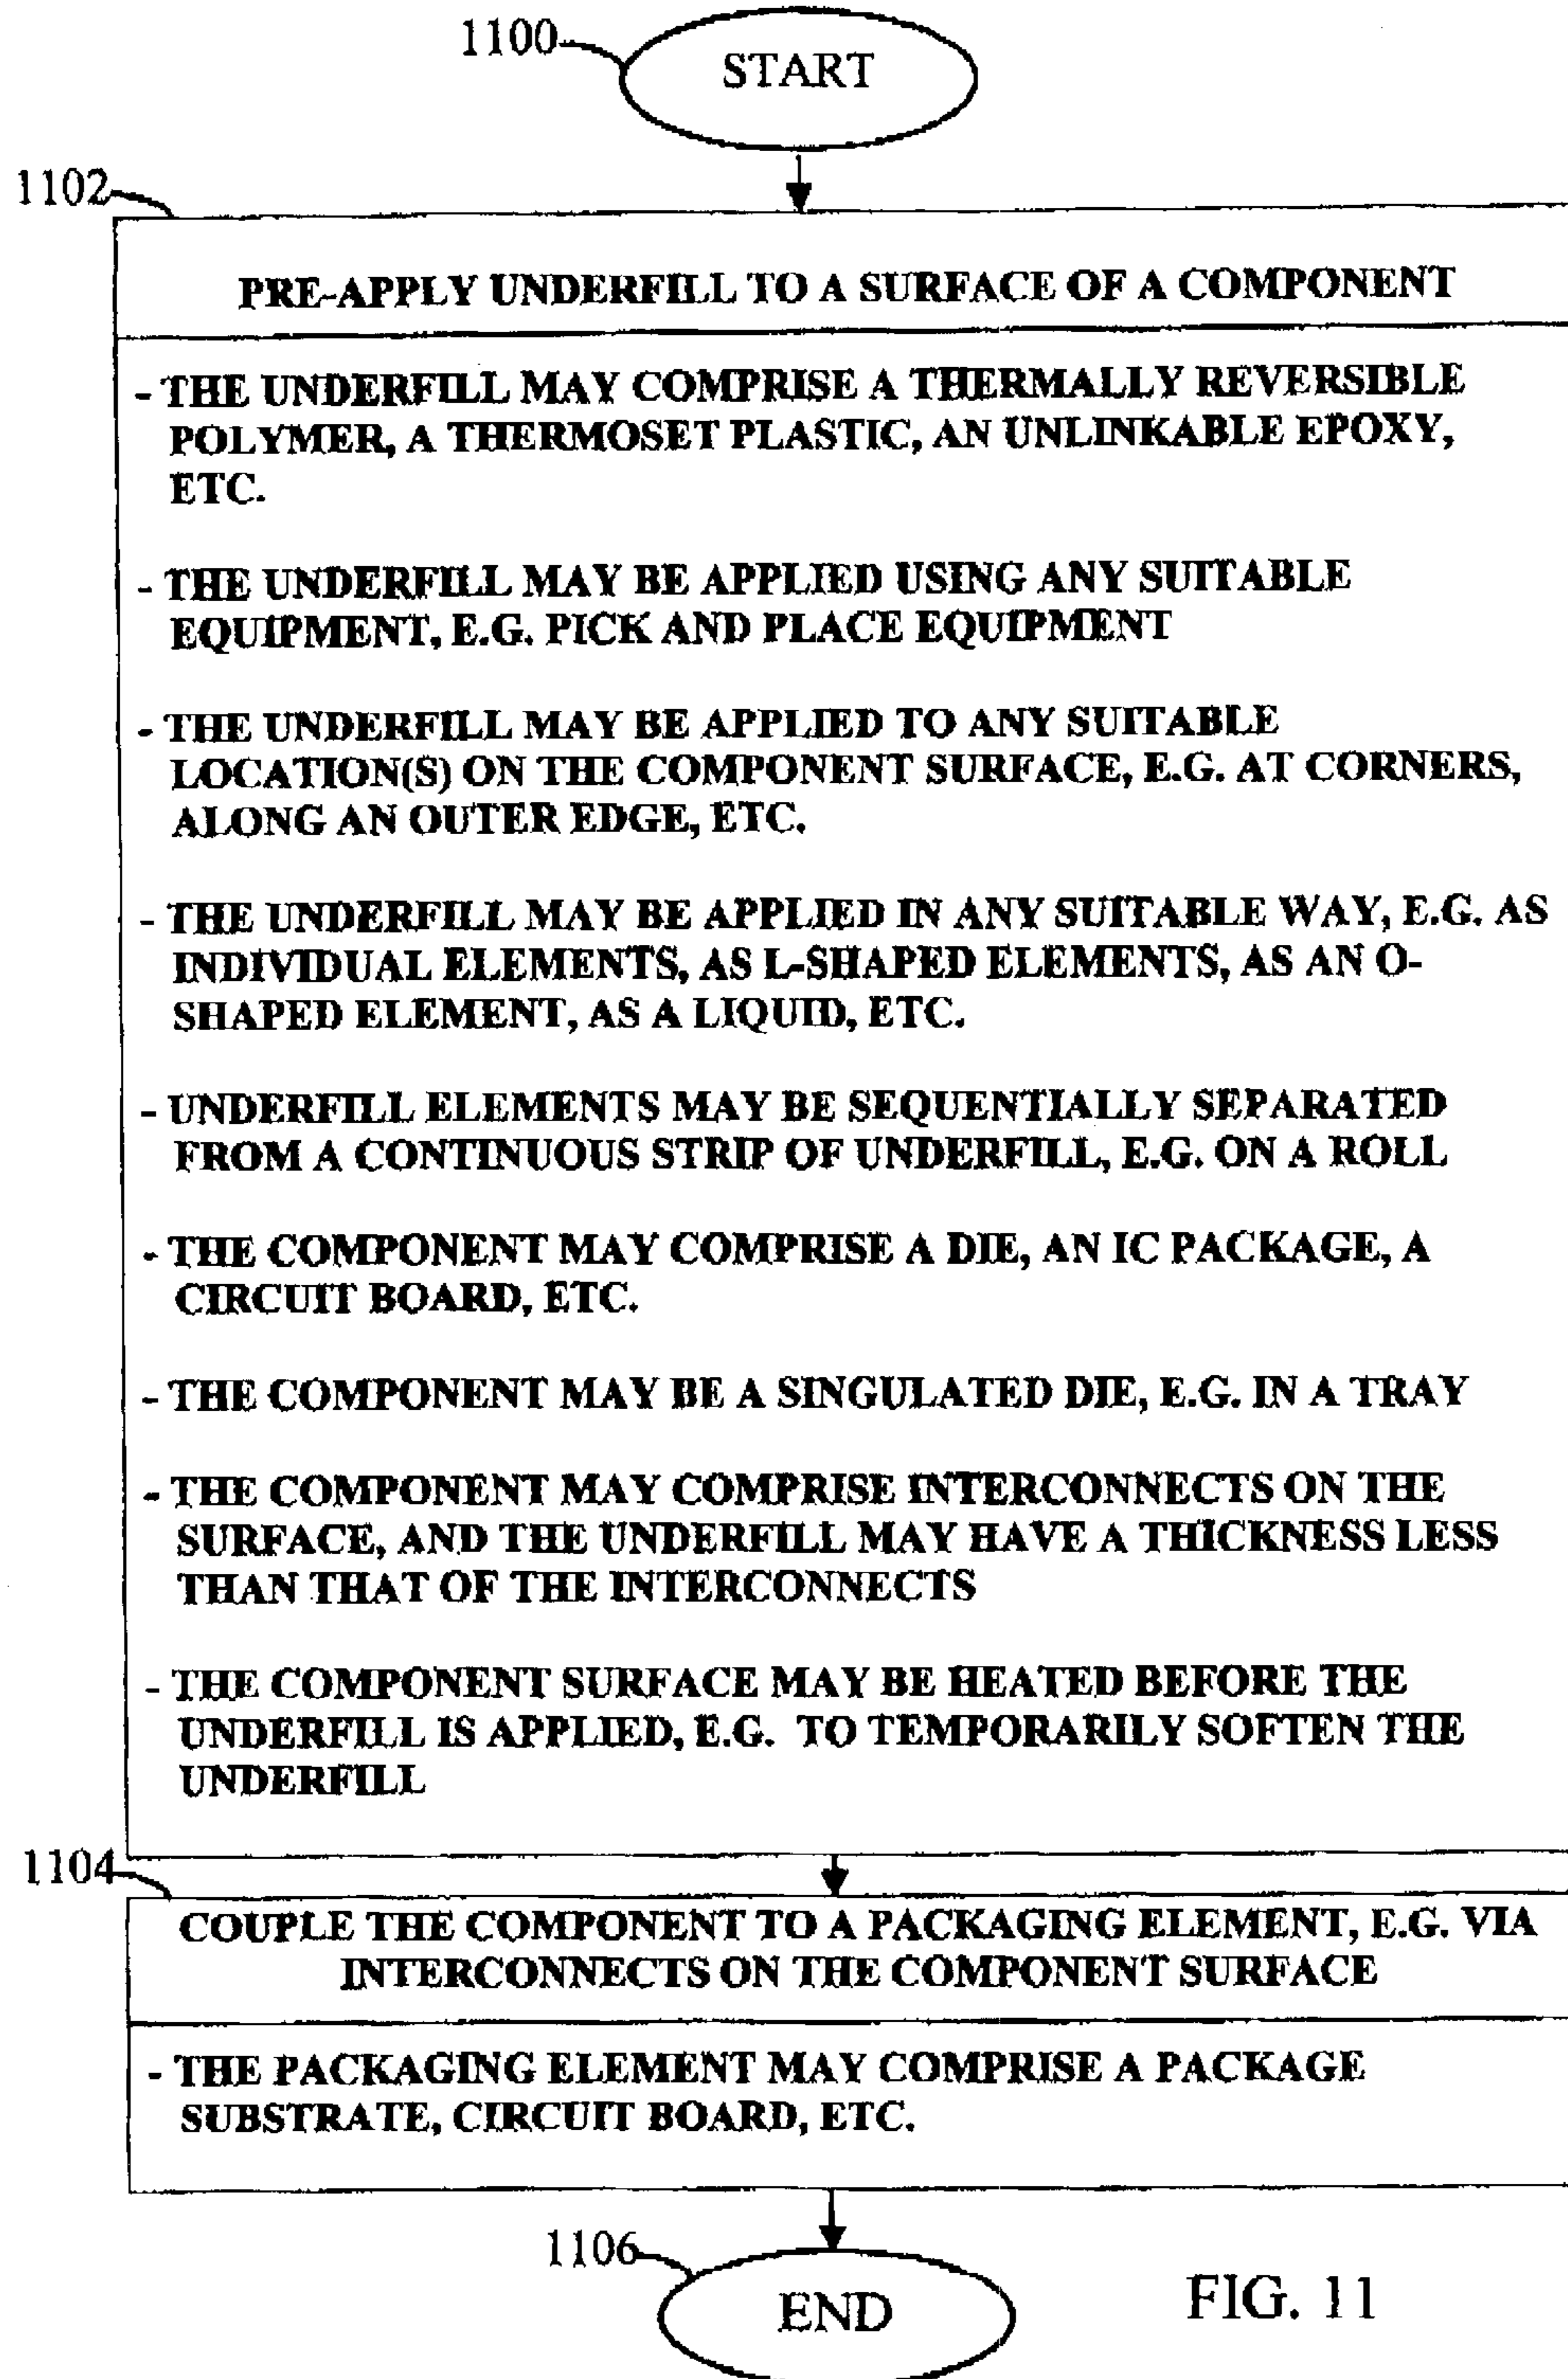 1100
START
1102
PRE-APPLY UNDERFILL TO A SURFACE OF A COMPONENT
- THE UNDERFILL MAY COMPRISE A THERMALLY REVERSIBLE
POLYMER, A THERMOSET PLASTIC, AN UNLINKABLE EPOXY,
ETC.
- THE UNDERFILL MAY BE APPLIED USING ANY SUITABLE
EQUIPMENT, E.G. PICK AND PLACE EQUIPMENT
- THE UNDERFILL MAY BE APPLIED TO ANY SUITABLE
LOCATION(S) ON THE COMPONENT SURFACE, E.G. AT CORNERS,
ALONG AN OUTER EDGE, ETC.
- THE UNDERFILL MAY BE APPLIED IN ANY SUITABLE WAY, E.G. AS
INDIVIDUAL ELEMENTS, AS L-SHAPED ELEMENTS, AS AN O-
SHAPED ELEMENT, AS A LIQUID, ETC.
- UNDERFILL ELEMENTS MAY BE SEQUENTIALLY SEPARATED
FROM A CONTINUOUS STRIP OF UNDERFILL, E.G. ON A ROLL
- THE COMPONENT MAY COMPRISE A DIE, AN IC PACKAGE, A
CIRCUIT BOARD, ETC.
- THE COMPONENT MAY BE A SINGULATED DIE, E.G. IN A TRAY
- THE COMPONENT MAY COMPRISE INTERCONNECTS ON THE
SURFACE, AND THE UNDERFILL MAY HAVE A THICKNESS LESS
THAN THAT OF THE INTERCONNECTS
- THE COMPONENT SURFACE MAY BE HEATED BEFORE THE
UNDERFILL IS APPLIED, E.G. TO TEMPORARILY SOFTEN THE
UNDERFILL
1104
COUPLE THE COMPONENT TO A PACKAGING ELEMENT, E.G. VIA
INTERCONNECTS ON THE COMPONENT SURFACE
- THE PACKAGING ELEMENT MAY COMPRISE A PACKAGE
SUBSTRATE, CIRCUIT BOARD, ETC.
1106
END
FIG. 11